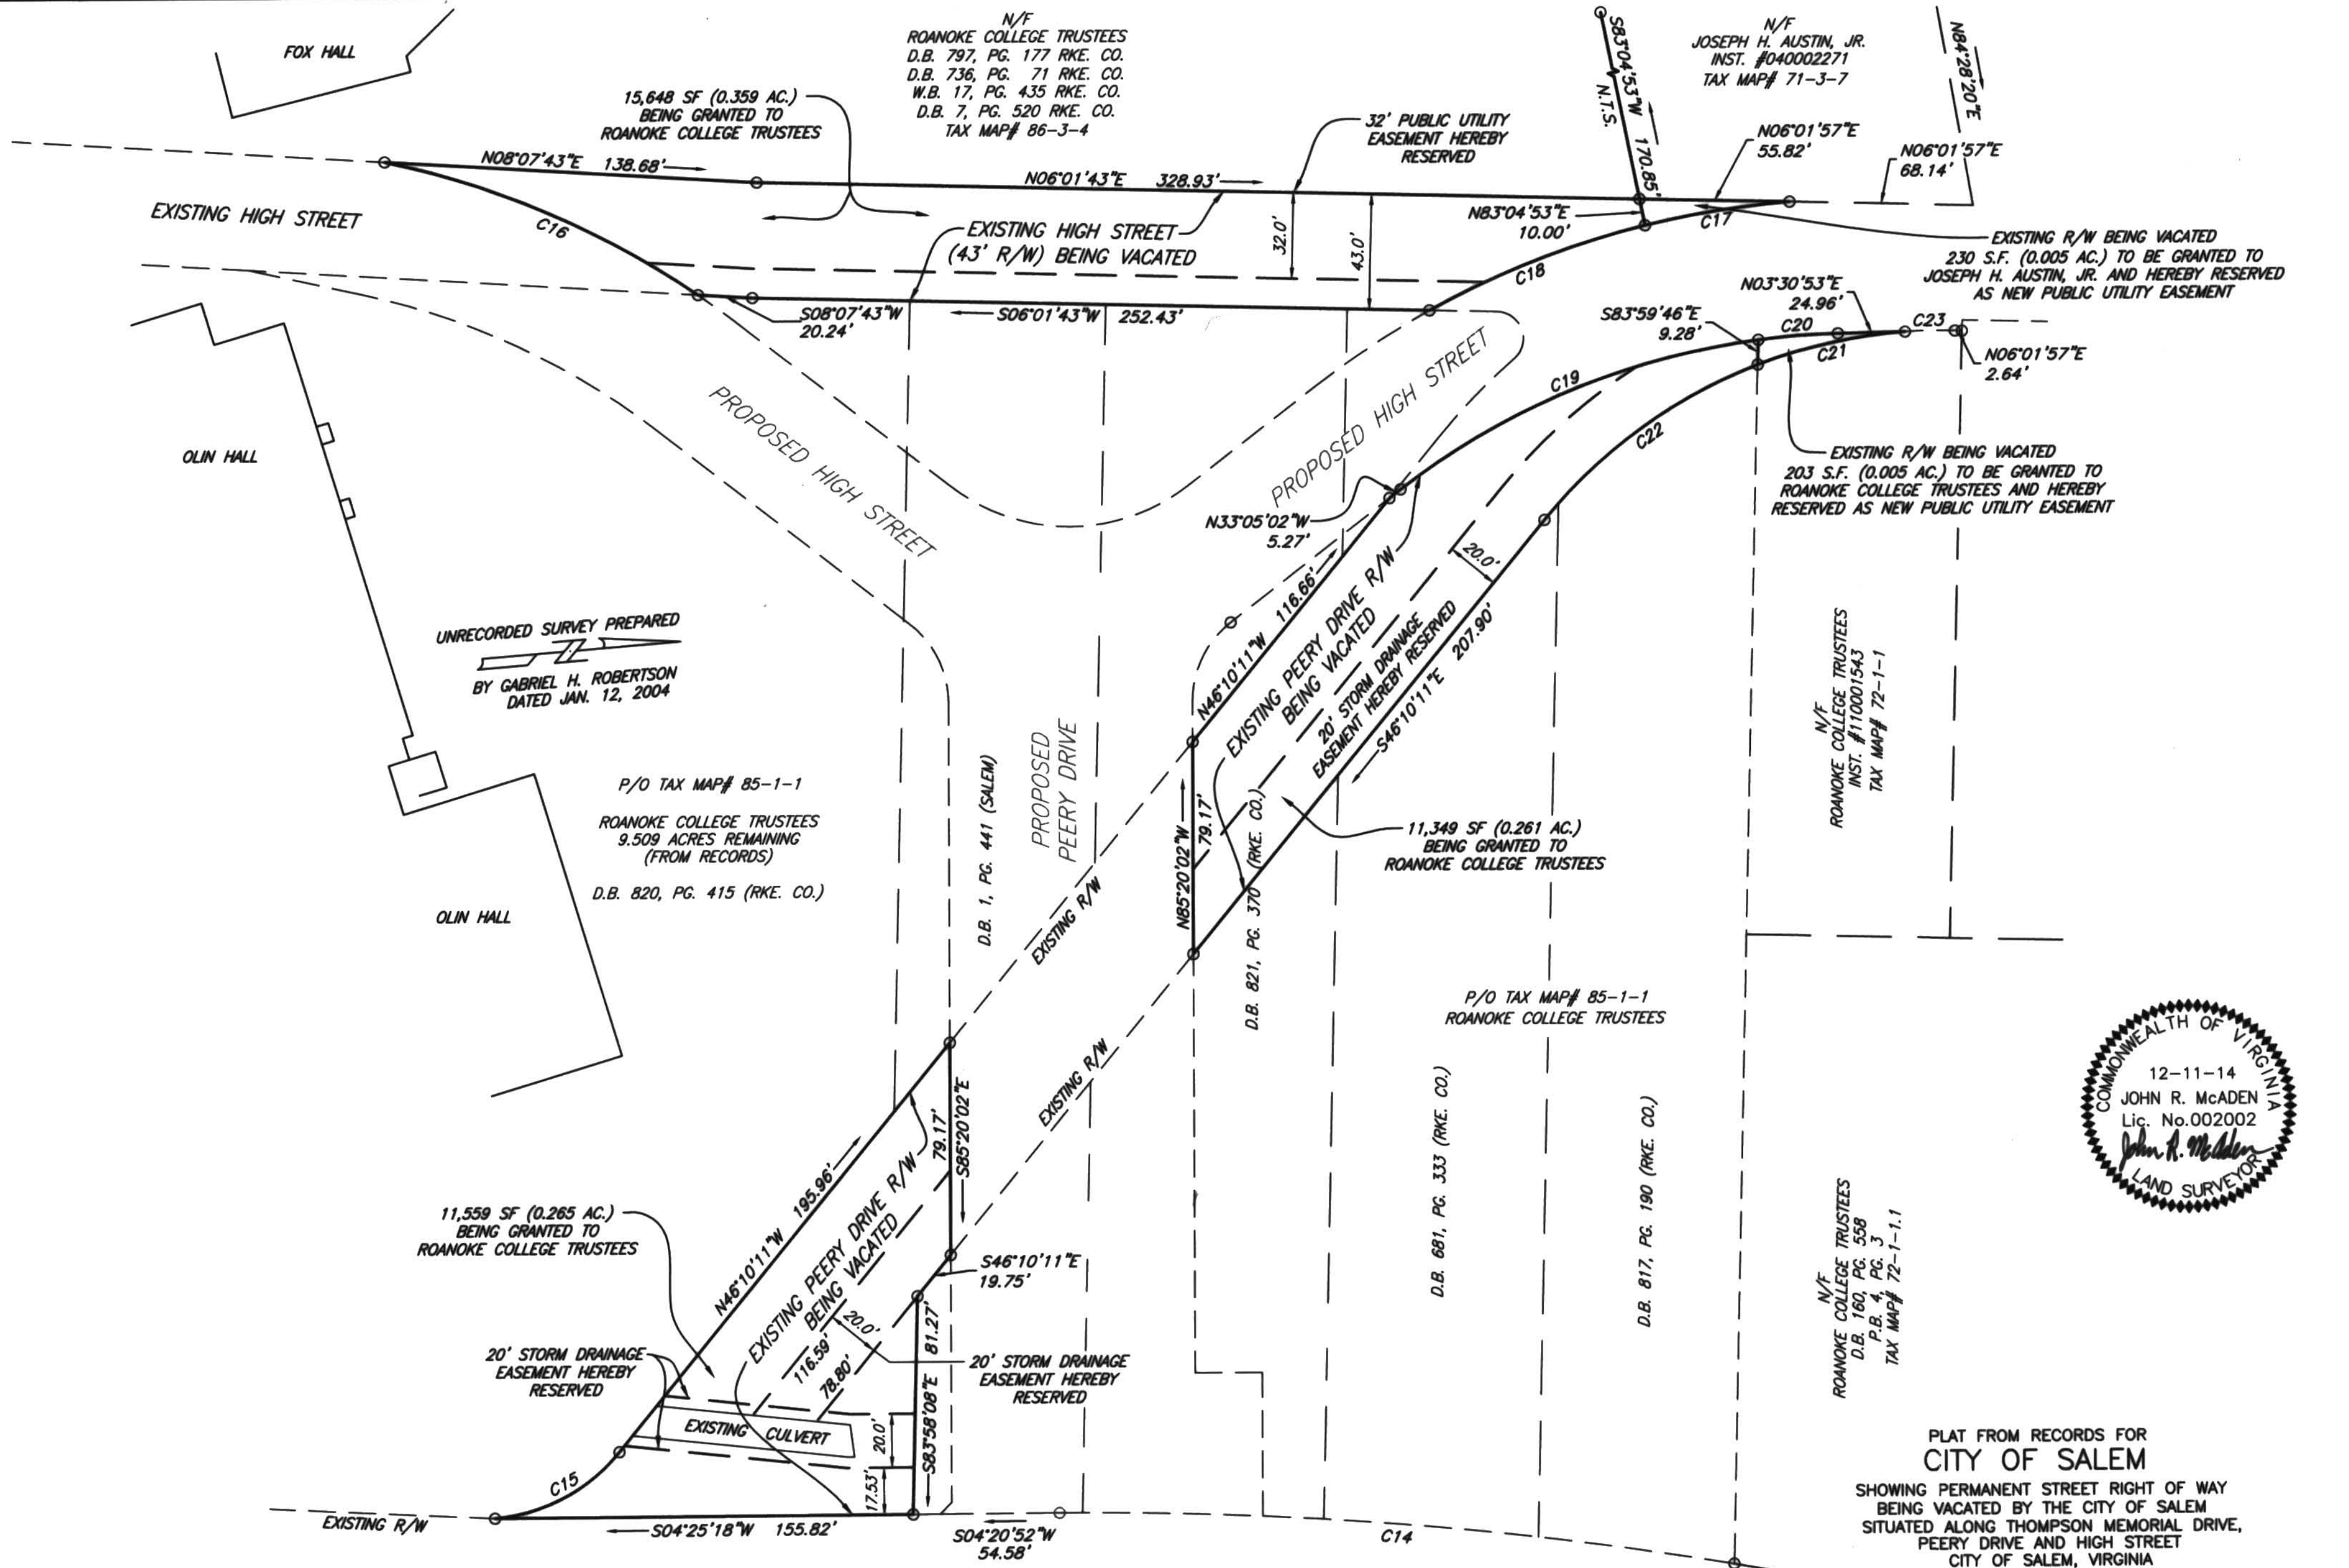 FOX HALL
N/F
ROANOKE COLLEGE TRUSTEES
D.B. 797, PG. 177 RKE. CO.
D.B. 736, PG. 71 RKE. CO.
W.B. 17, PG. 435 RKE. CO.
D.B. 7, PG. 520 RKE. CO.
TAX MAP# 86-3-4
15,648 SF (0.359 AC.)
BEING GRANTED TO
ROANOKE COLLEGE TRUSTEES
32' PUBLIC UTILITY
EASEMENT HEREBY
RESERVED
S83°04'53"W 170.85'
N.T.S.
N/F
JOSEPH H. AUSTIN, JR.
INST. #040002271
TAX MAP# 71-3-7
N84°28'20"E
N06°01'57"E
55.82'
N06°01'57"E
68.14'
N08°07'43"E 138.68'
N06°01'43"E 328.93'
EXISTING HIGH STREET
C16
EXISTING HIGH STREET
(43' R/W) BEING VACATED
32.0'
43.0'
N83°04'53"E
10.00'
C17
C18
EXISTING R/W BEING VACATED
230 S.F. (0.005 AC.) TO BE GRANTED TO
JOSEPH H. AUSTIN, JR. AND HEREBY RESERVED
AS NEW PUBLIC UTILITY EASEMENT
S08°07'43"W
20.24'
S06°01'43"W 252.43'
N03°30'53"E
24.96'
S83°59'46"E
9.28'
C20
C23
C21
N06°01'57"E
2.64'
C19
C22
PROPOSED HIGH STREET
PROPOSED HIGH STREET
OLIN HALL
EXISTING R/W BEING VACATED
203 S.F. (0.005 AC.) TO BE GRANTED TO
ROANOKE COLLEGE TRUSTEES AND HEREBY
RESERVED AS NEW PUBLIC UTILITY EASEMENT
N33°05'02"W
5.27'
20.0'
N46°10'11"W 116.66'
EXISTING PEERY DRIVE R/W
BEING VACATED
20' STORM DRAINAGE
EASEMENT HEREBY RESERVED
S46°10'11"E 207.90'
UNRECORDED SURVEY PREPARED
BY GABRIEL H. ROBERTSON
DATED JAN. 12, 2004
N/F
ROANOKE COLLEGE TRUSTEES
INST. #110001543
TAX MAP# 72-1-1
P/O TAX MAP# 85-1-1
ROANOKE COLLEGE TRUSTEES
9.509 ACRES REMAINING
(FROM RECORDS)
D.B. 820, PG. 415 (RKE. CO.)
D.B. 1, PG. 441 (SALEM)
PROPOSED
PEERY DRIVE
N85°20'02"W
79.17'
D.B. 821, PG. 370 (RKE. CO.)
11,349 SF (0.261 AC.)
BEING GRANTED TO
ROANOKE COLLEGE TRUSTEES
OLIN HALL
EXISTING R/W
EXISTING R/W
P/O TAX MAP# 85-1-1
ROANOKE COLLEGE TRUSTEES
D.B. 681, PG. 333 (RKE. CO.)
D.B. 817, PG. 190 (RKE. CO.)
COMMONWEALTH OF VIRGINIA
12-11-14
JOHN R. McADEN
Lic. No.002002
John R. McAden
LAND SURVEYOR
79.17'
S85°20'02"E
N46°10'11"W 195.96'
EXISTING PEERY DRIVE R/W
BEING VACATED
11,559 SF (0.265 AC.)
BEING GRANTED TO
ROANOKE COLLEGE TRUSTEES
S46°10'11"E
19.75'
20.0'
116.59'
78.80'
S83°58'08"E 81.27'
20' STORM DRAINAGE
EASEMENT HEREBY
RESERVED
20' STORM DRAINAGE
EASEMENT HEREBY
RESERVED
EXISTING CULVERT
20.0'
17.53'
C15
EXISTING R/W
S04°25'18"W 155.82'
S04°20'52"W
54.58'
C14
N/F
ROANOKE COLLEGE TRUSTEES
D.B. 160, PG. 558
P.B. 4, PG. 3
TAX MAP# 72-1-1.1
PLAT FROM RECORDS FOR
CITY OF SALEM
SHOWING PERMANENT STREET RIGHT OF WAY
BEING VACATED BY THE CITY OF SALEM
SITUATED ALONG THOMPSON MEMORIAL DRIVE,
PEERY DRIVE AND HIGH STREET
CITY OF SALEM, VIRGINIA